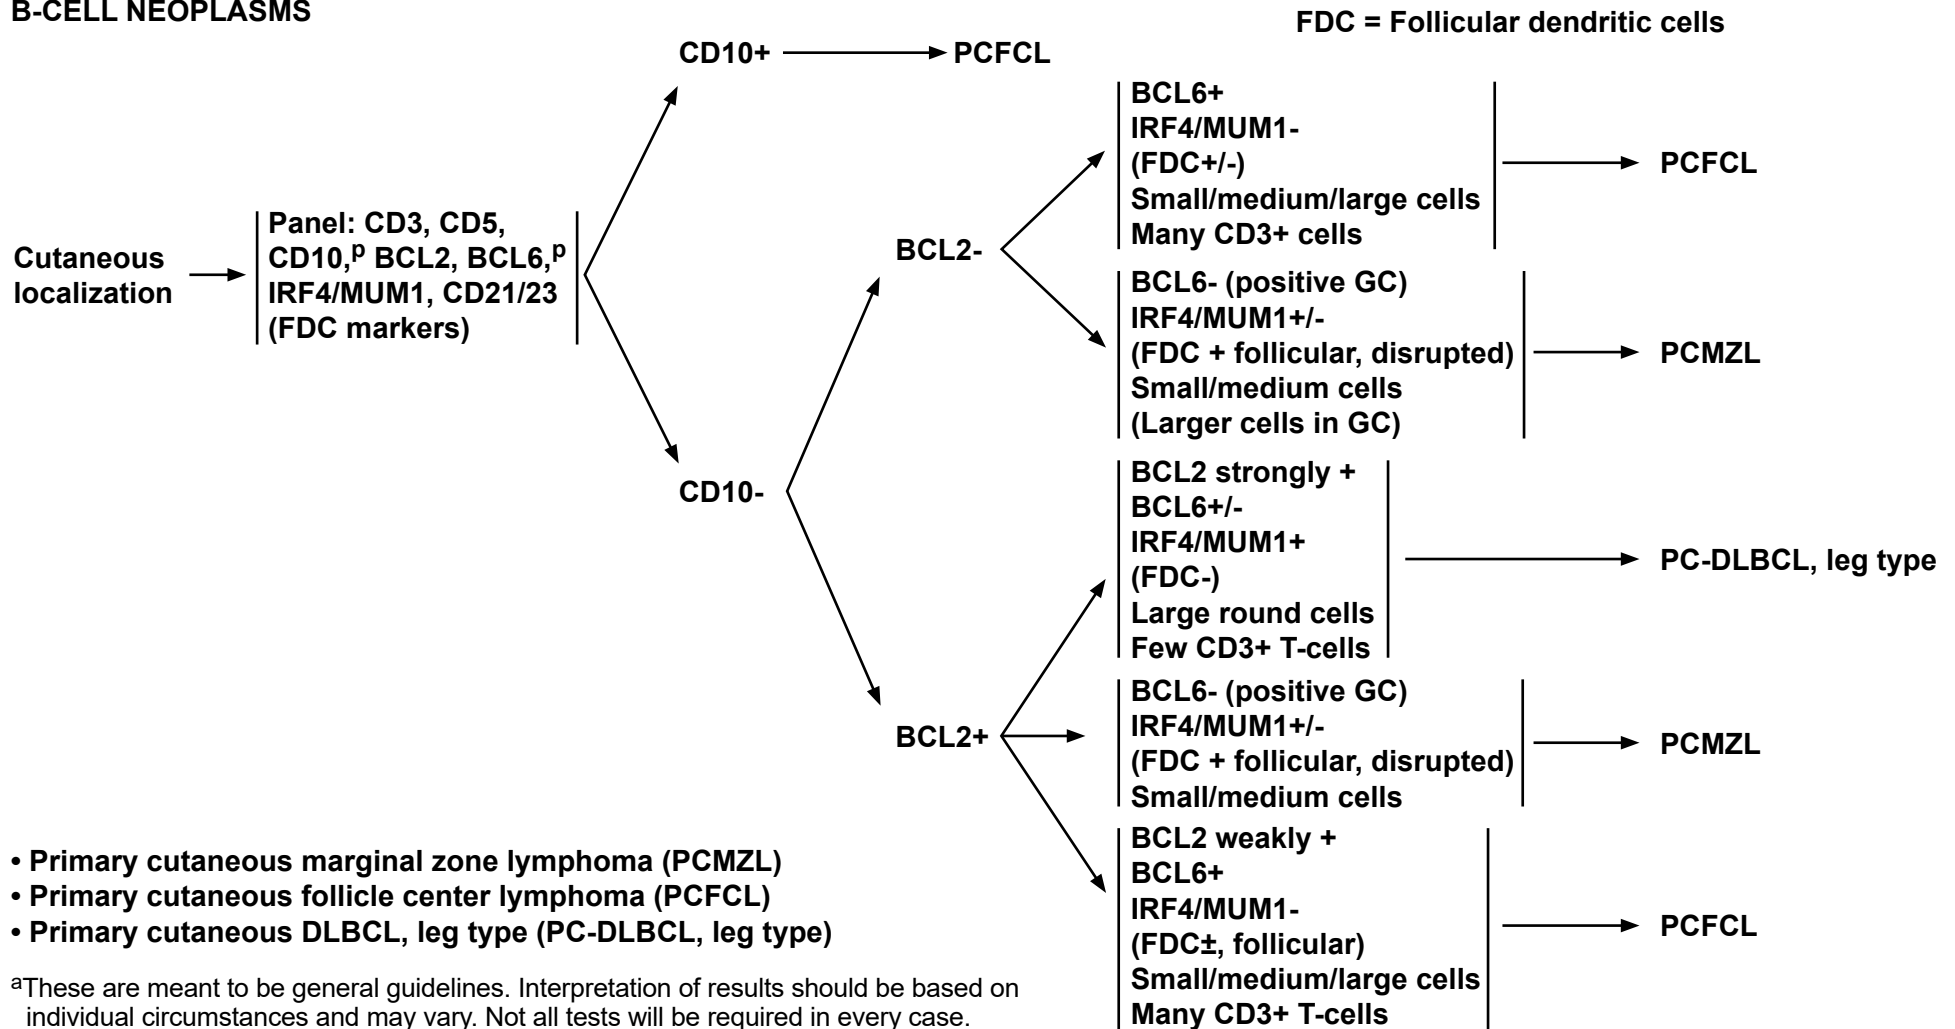 B-CELL NEOPLASMS
FDC = Follicular dendritic cells
Cutaneous
localization
Panel: CD3, CD5,
CD10,p BCL2, BCL6,p
IRF4/MUM1, CD21/23
(FDC markers)
CD10+
PCFCL
CD10-
BCL2-
BCL6+
IRF4/MUM1-
(FDC+/-)
Small/medium/large cells
Many CD3+ cells
PCFCL
BCL6- (positive GC)
IRF4/MUM1+/-
(FDC + follicular, disrupted)
Small/medium cells
(Larger cells in GC)
PCMZL
BCL2+
BCL2 strongly +
BCL6+/-
IRF4/MUM1+
(FDC-)
Large round cells
Few CD3+ T-cells
PC-DLBCL, leg type
BCL6- (positive GC)
IRF4/MUM1+/-
(FDC + follicular, disrupted)
Small/medium cells
PCMZL
BCL2 weakly +
BCL6+
IRF4/MUM1-
(FDC±, follicular)
Small/medium/large cells
Many CD3+ T-cells
PCFCL
• Primary cutaneous marginal zone lymphoma (PCMZL)
• Primary cutaneous follicle center lymphoma (PCFCL)
• Primary cutaneous DLBCL, leg type (PC-DLBCL, leg type)
aThese are meant to be general guidelines. Interpretation of results should be based on
individual circumstances and may vary. Not all tests will be required in every case.